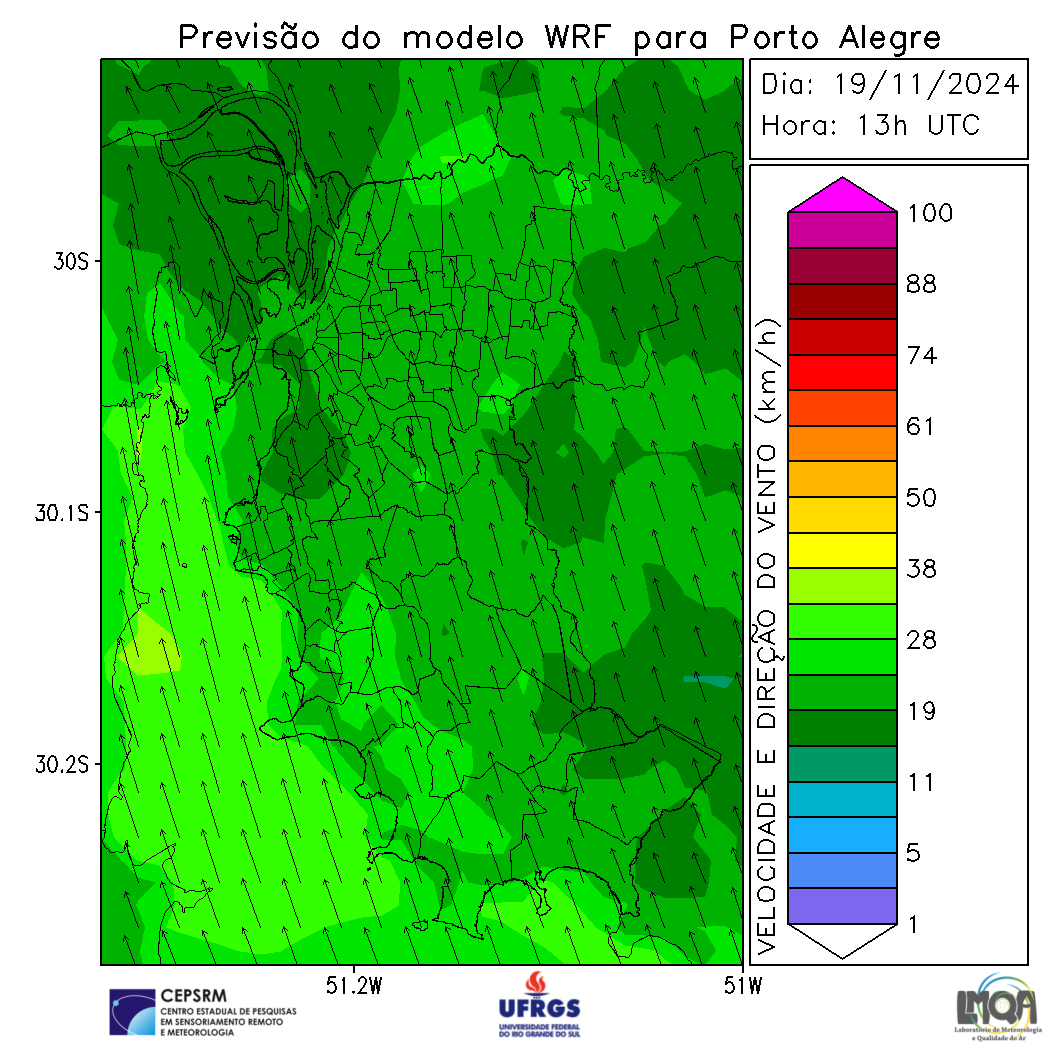 Previsão do modelo WRF para Porto Alegre
Dia: 19/11/2024
Hora: 13h UTC
100
88
74
61
50
38
28
19
11
5
1
VELOCIDADE E DIREÇÃO DO VENTO (km/h)
30S
30.1S
30.2S
51.2W
51W
CEPSRM
CENTRO ESTADUAL DE PESQUISAS
EM SENSORIAMENTO REMOTO
E METEOROLOGIA
UFRGS
UNIVERSIDADE FEDERAL
DO RIO GRANDE DO SUL
LMQA
Laboratório de Meteorologia
e Qualidade do Ar